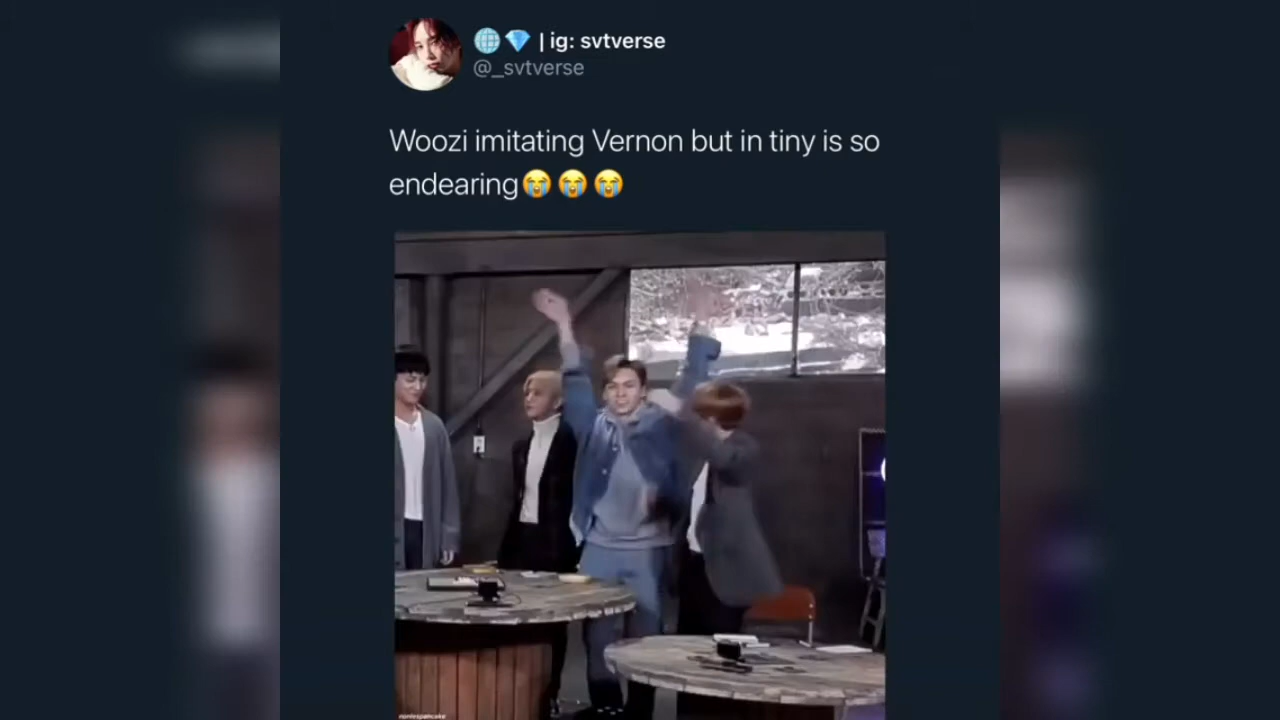 🌐💎 | ig: svtverse
@_svtverse
Woozi imitating Vernon but in tiny is so
endearing😭😭😭